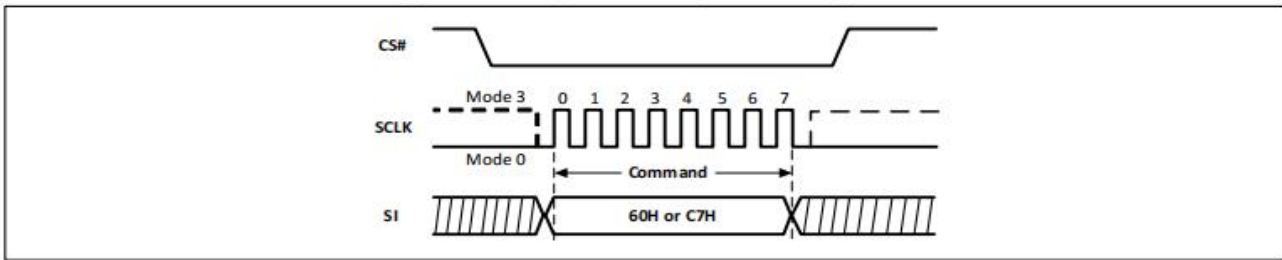 CS#
Mode 3
0 1 2 3 4 5 6 7
SCLK
Mode 0
Command
SI
60H or C7H